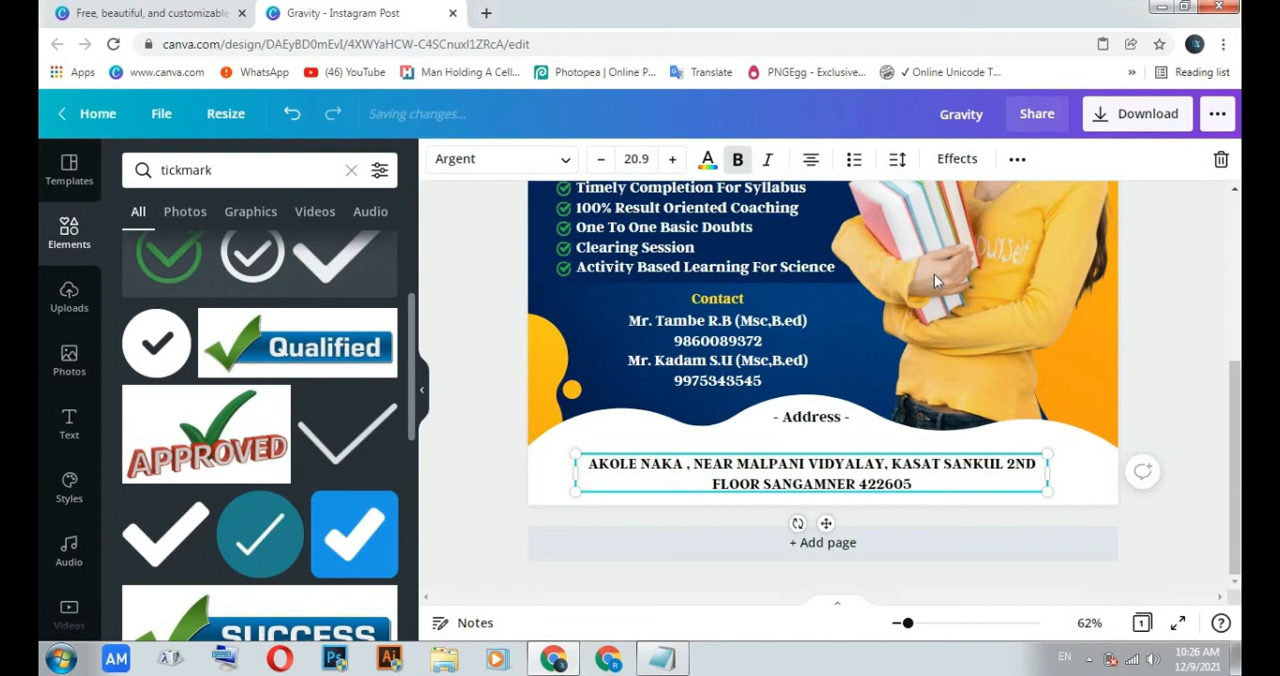 Free, beautiful, and customizable
Gravity - Instagram Post
canva.com/design/DAEyBD0mEvI/4XWYaHCW-C4SCnuxl1ZRcA/edit
Apps
www.canva.com
WhatsApp
(46) YouTube
Man Holding A Cell...
Photopea | Online P...
Translate
PNGEgg - Exclusive...
✓ Online Unicode T...
»
Reading list
Home
File
Resize
Saving changes...
Gravity
Share
Download
Templates
Elements
Uploads
Photos
Text
Styles
Audio
Videos
tickmark
All
Photos
Graphics
Videos
Audio
Qualified
APPROVED
SUCCESS
Argent
20.9
A
B
I
Effects
Timely Completion For Syllabus
100% Result Oriented Coaching
One To One Basic Doubts
Clearing Session
Activity Based Learning For Science
Contact
Mr. Tambe R.B (Msc,B.ed)
9860089372
Mr. Kadam S.U (Msc,B.ed)
9975343545
- Address -
AKOLE NAKA , NEAR MALPANI VIDYALAY, KASAT SANKUL 2ND
FLOOR SANGAMNER 422605
+ Add page
Notes
62%
1
?
AM
Ps
Ai
EN
10:26 AM
12/9/2021